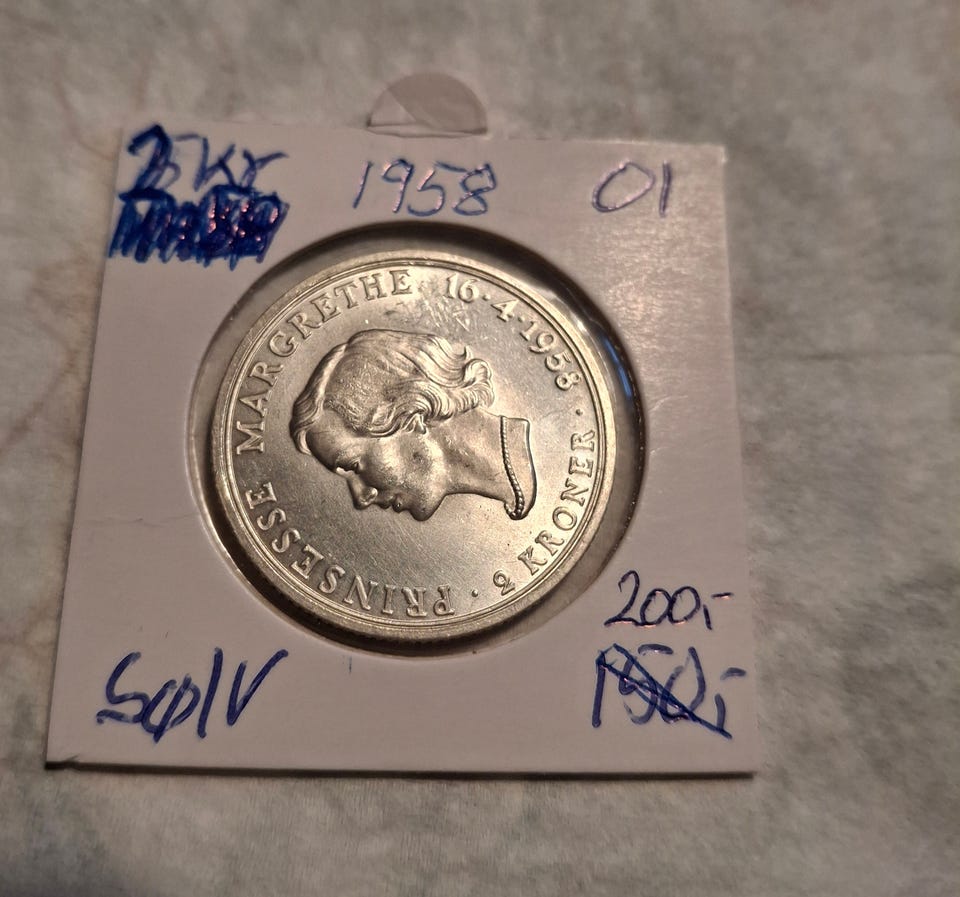 2 Kr 1958 01
PRINSESSE MARGRETHE 16·4·1958 · 2 KRONER ·
200,-
150,-
Sølv